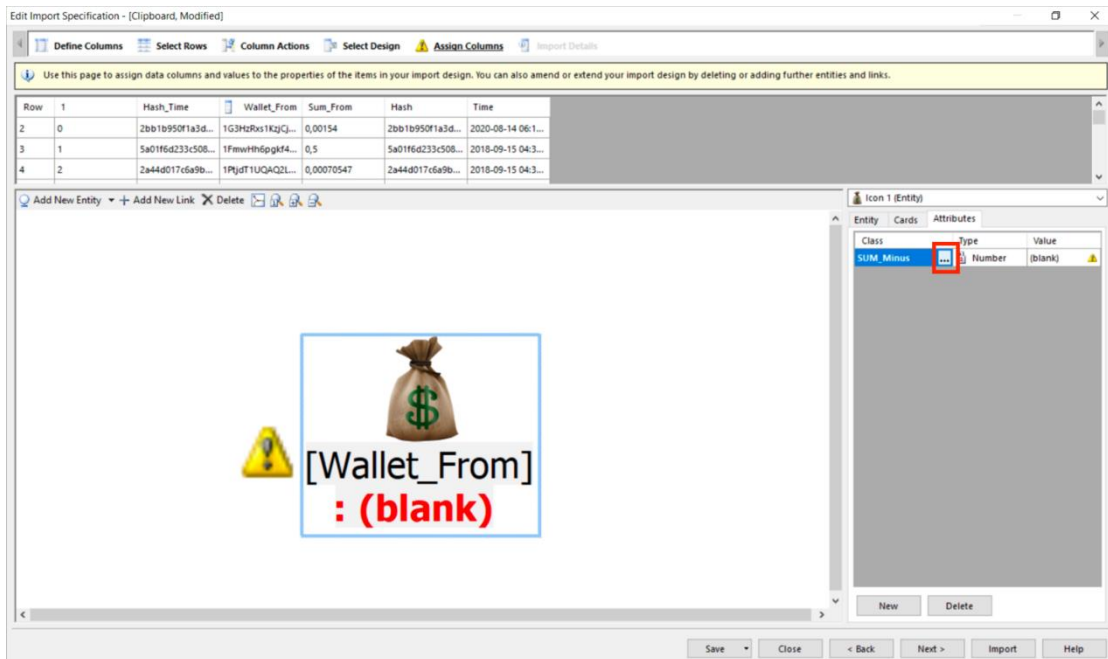 Edit Import Specification - [Clipboard, Modified]
Define Columns Select Rows Column Actions Select Design Assign Columns Import Details
Use this page to assign data columns and values to the properties of the items in your import design. You can also amend or extend your import design by deleting or adding further entities and links.
Row 1 Hash_Time Wallet_From Sum_From Hash Time
2 0 2bb1b950f1a3d... 1G3HzRxs1KzjCj... 0,00154 2bb1b950f1a3d... 2020-08-14 06:1...
3 1 5a01f6d233c508... 1FmwHh6pgkf4... 0,5 5a01f6d233c508... 2018-09-15 04:3...
4 2 2a44d017c6a9b... 1PtjdT1UQAQ2L... 0,00070547 2a44d017c6a9b... 2018-09-15 04:3...
Add New Entity Add New Link Delete
Icon 1 (Entity)
Entity Cards Attributes
Class Type Value
SUM_Minus ... Number (blank)
[Wallet_From]
: (blank)
New Delete
Save Close < Back Next > Import Help